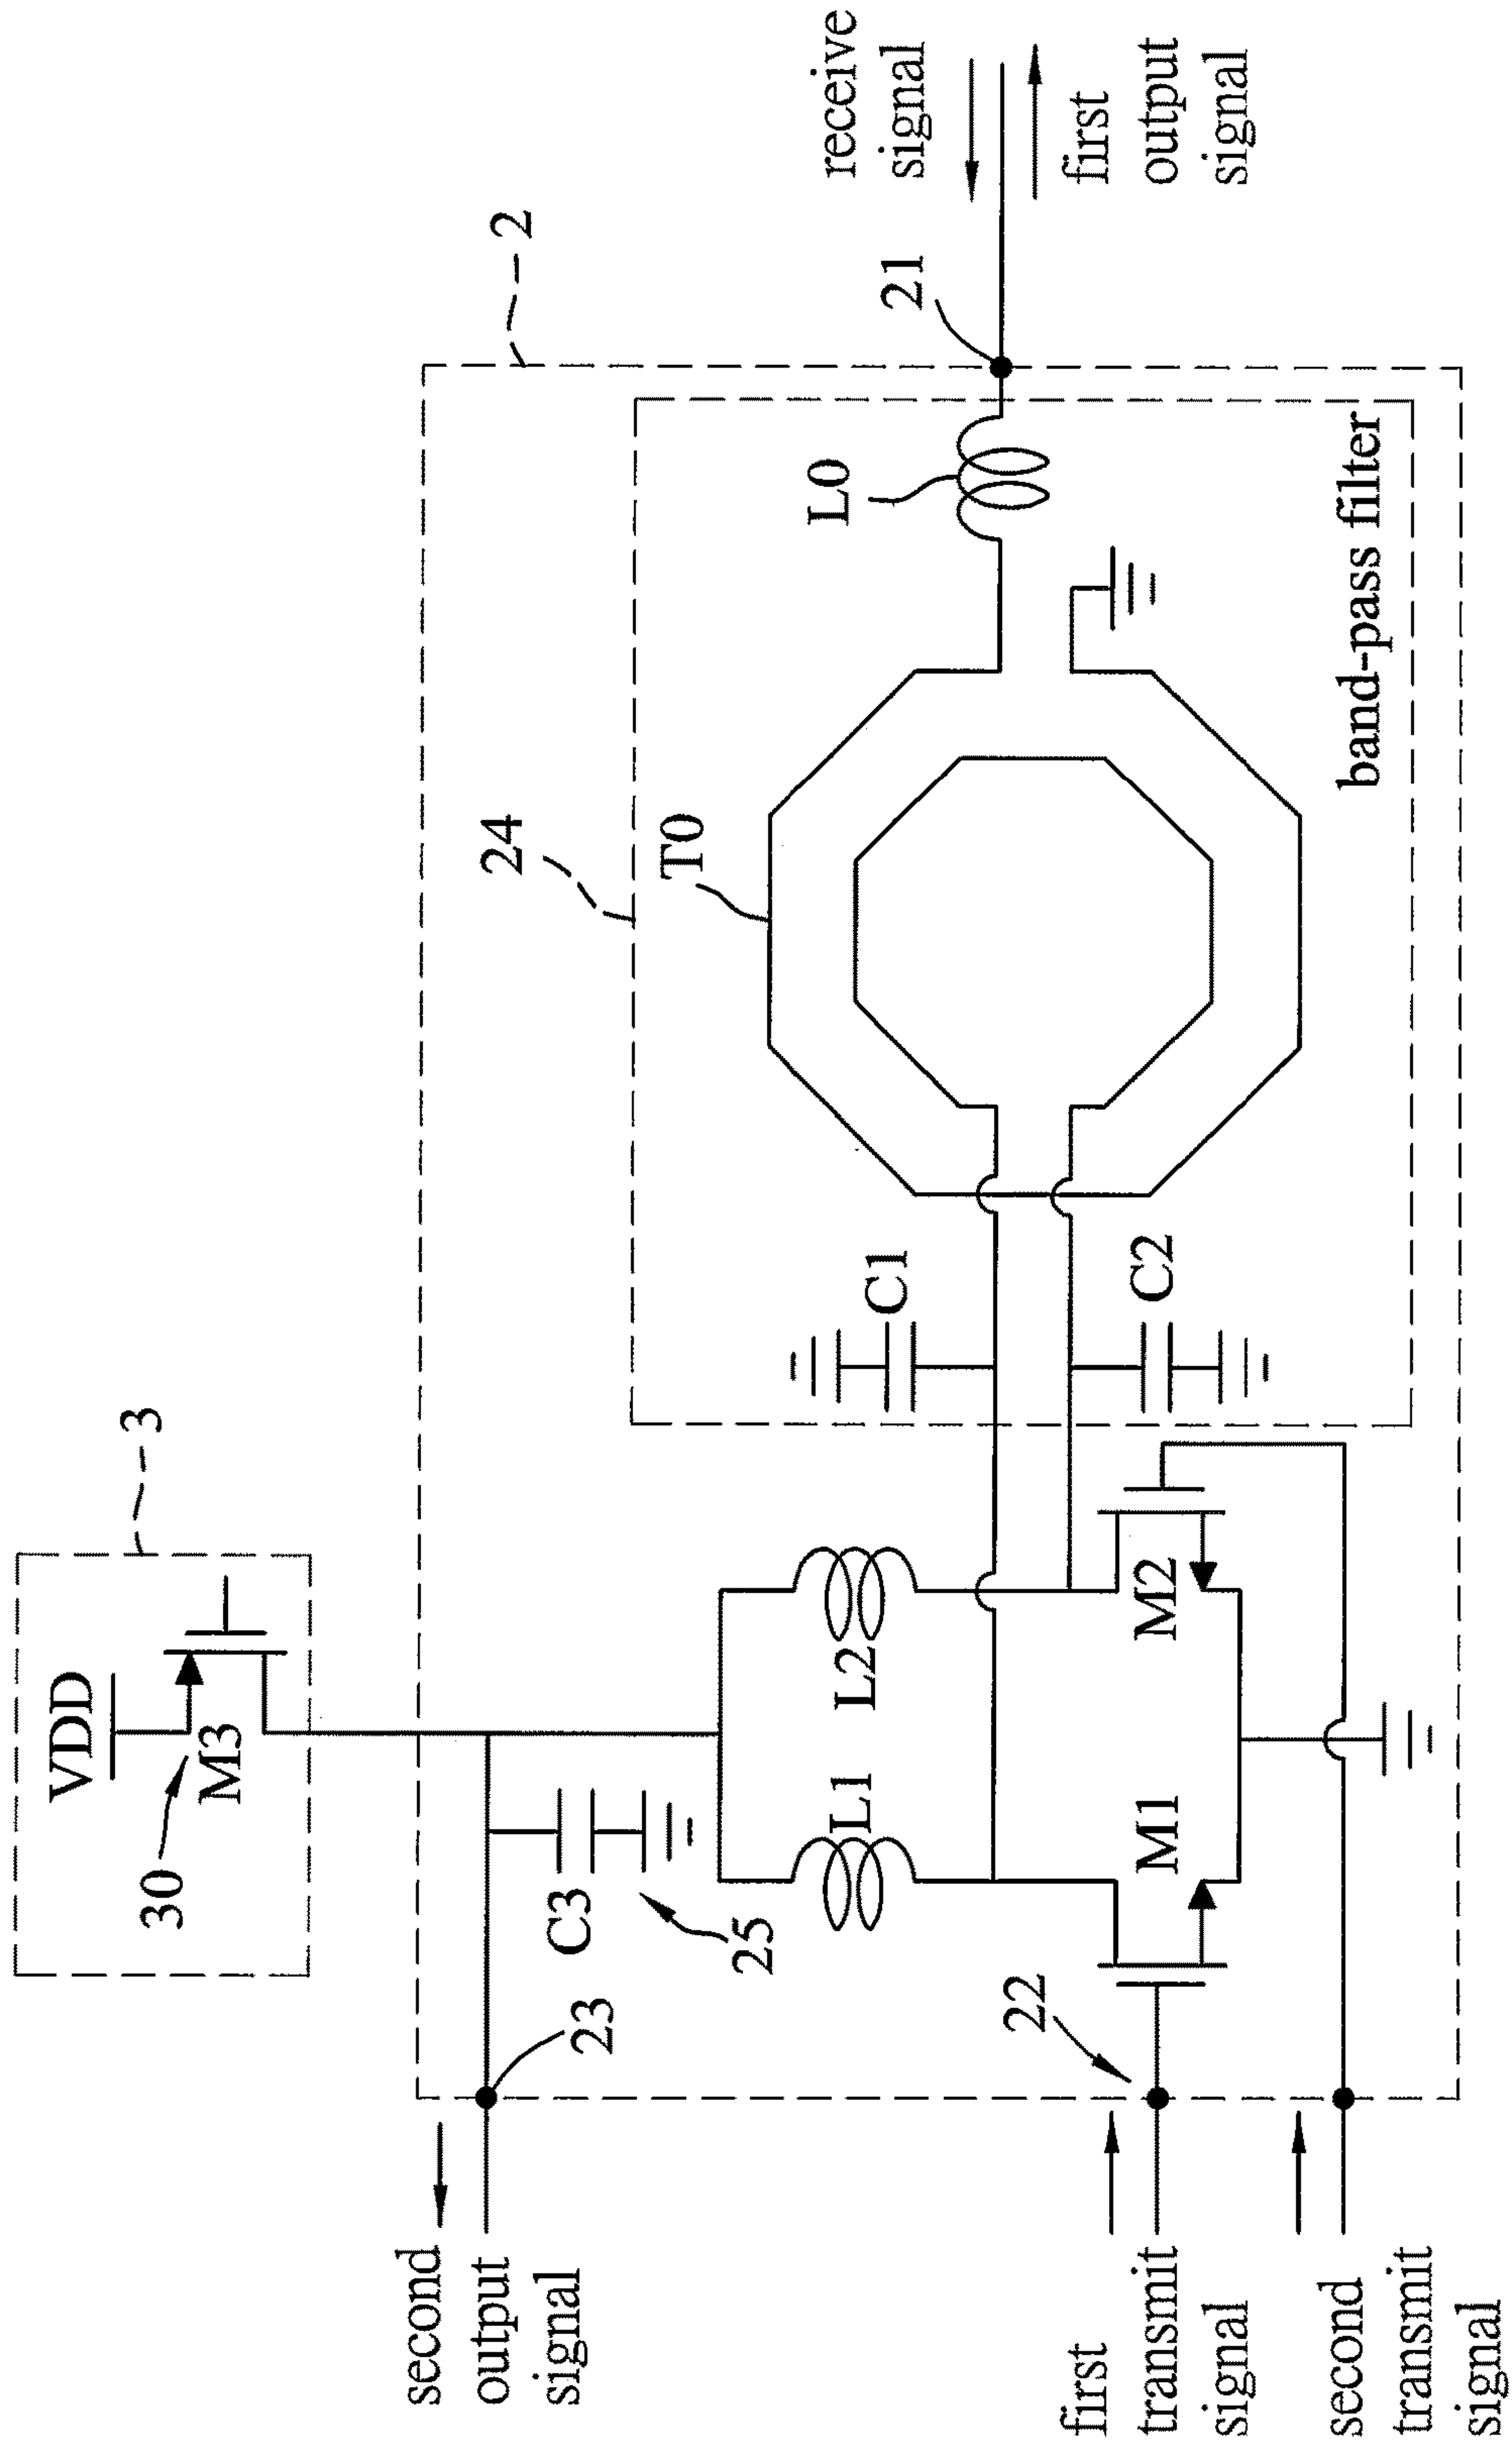 VDD
30
M3
3
2
second
output
signal
23
C3
25
L1
L2
24
T0
C1
C2
L0
21
receive
signal
first
output
signal
22
M1
M2
first
transmit
signal
second
transmit
signal
band-pass filter